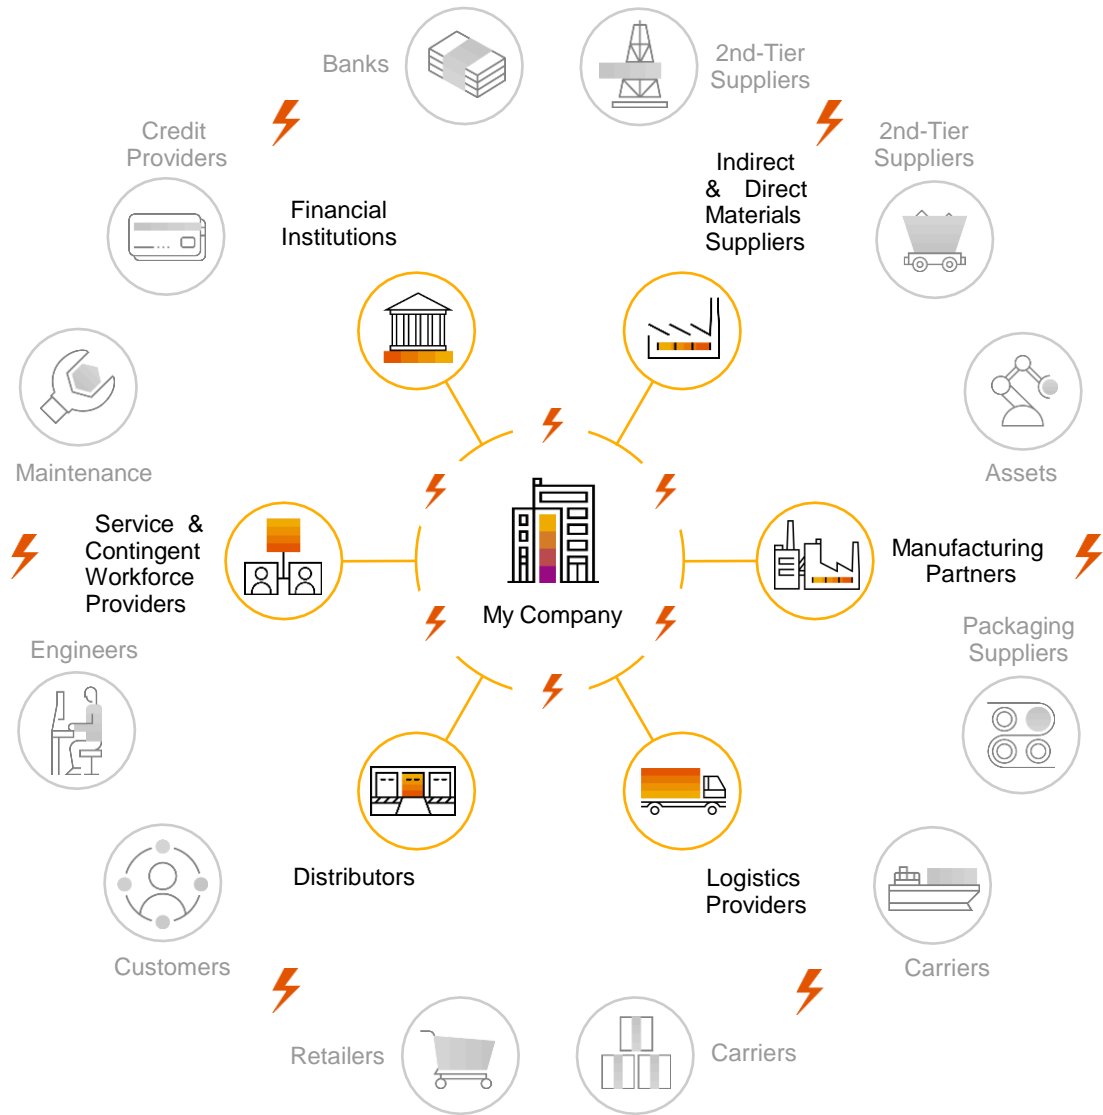 Banks
2nd-Tier
Suppliers
Credit
Providers
2nd-Tier
Suppliers
Indirect
& Direct
Materials
Suppliers
Financial
Institutions
Maintenance
Assets
Service &
Contingent
Workforce
Providers
Manufacturing
Partners
My Company
Engineers
Packaging
Suppliers
Distributors
Logistics
Providers
Customers
Carriers
Retailers
Carriers